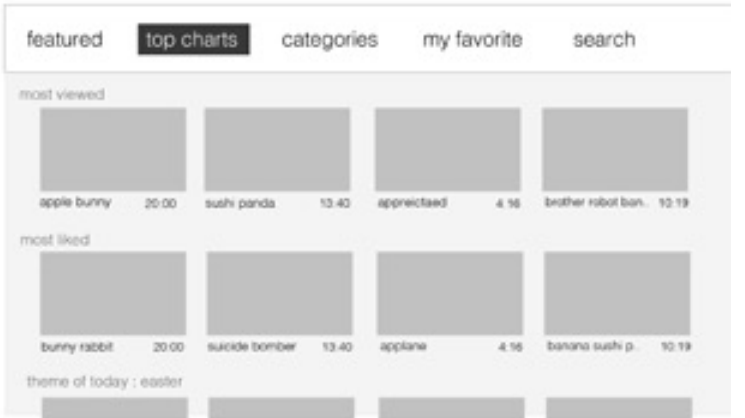 featured top charts categories my favorite search
most viewed
apple bunny 20:00 sushi panda 13:40 appreictaed 4:16 brother robot ban.. 10:19
most liked
bunny rabbit 20:00 suicide bomber 13:40 applane 4:16 banana sushi p.. 10:19
theme of today : easter